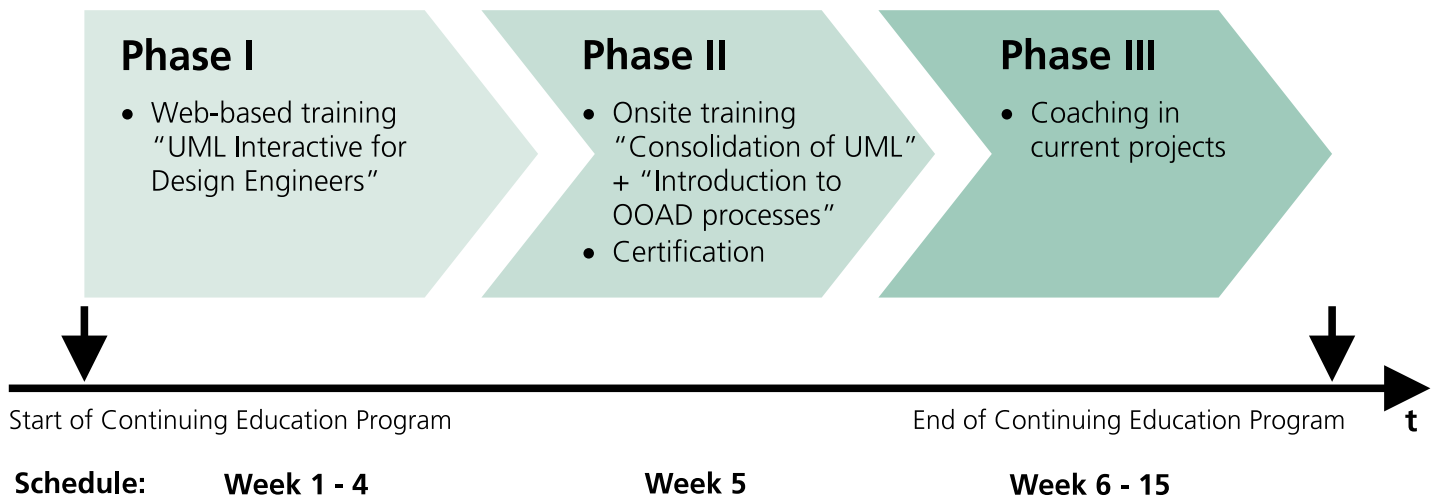 Phase I
• Web-based training
“UML Interactive for
Design Engineers”
Phase II
• Onsite training
“Consolidation of UML”
+ “Introduction to
OOAD processes”
• Certification
Phase III
• Coaching in
current projects
Start of Continuing Education Program
End of Continuing Education Program
t
Schedule: Week 1 - 4 Week 5 Week 6 - 15